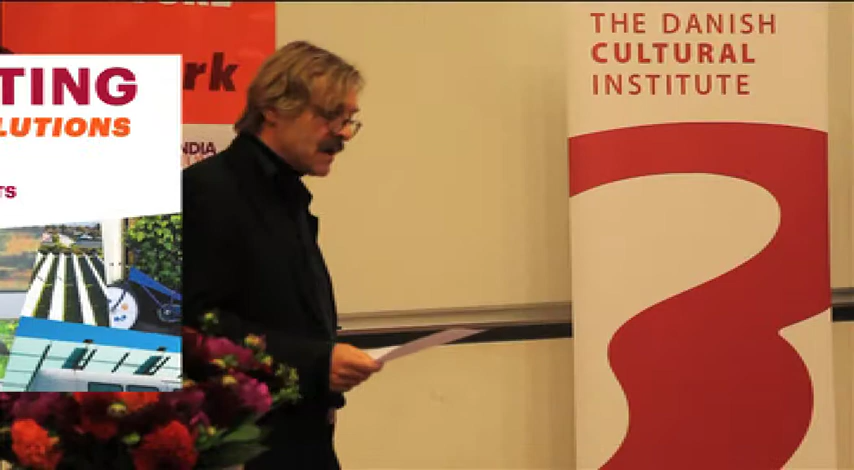 rk
TING
LUTIONS
NDIA
TS
THE DANISH
CULTURAL
INSTITUTE